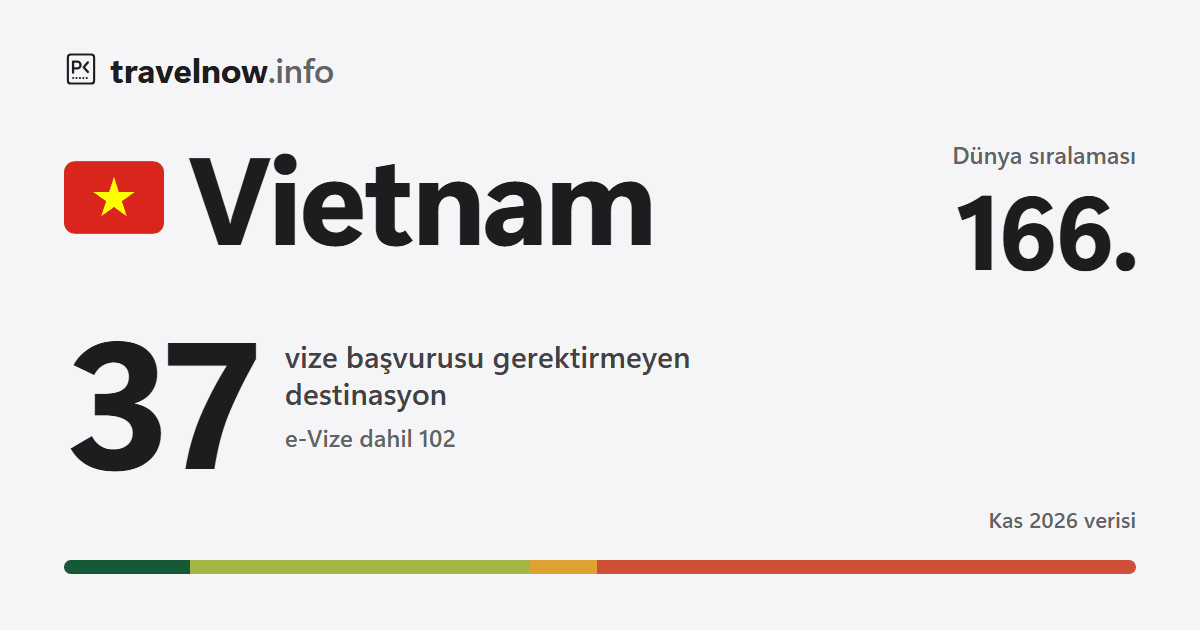 travelnow.info
Vietnam
Dünya sıralaması
166.
37
vize başvurusu gerektirmeyen
destinasyon
e-Vize dahil 102
Kas 2026 verisi